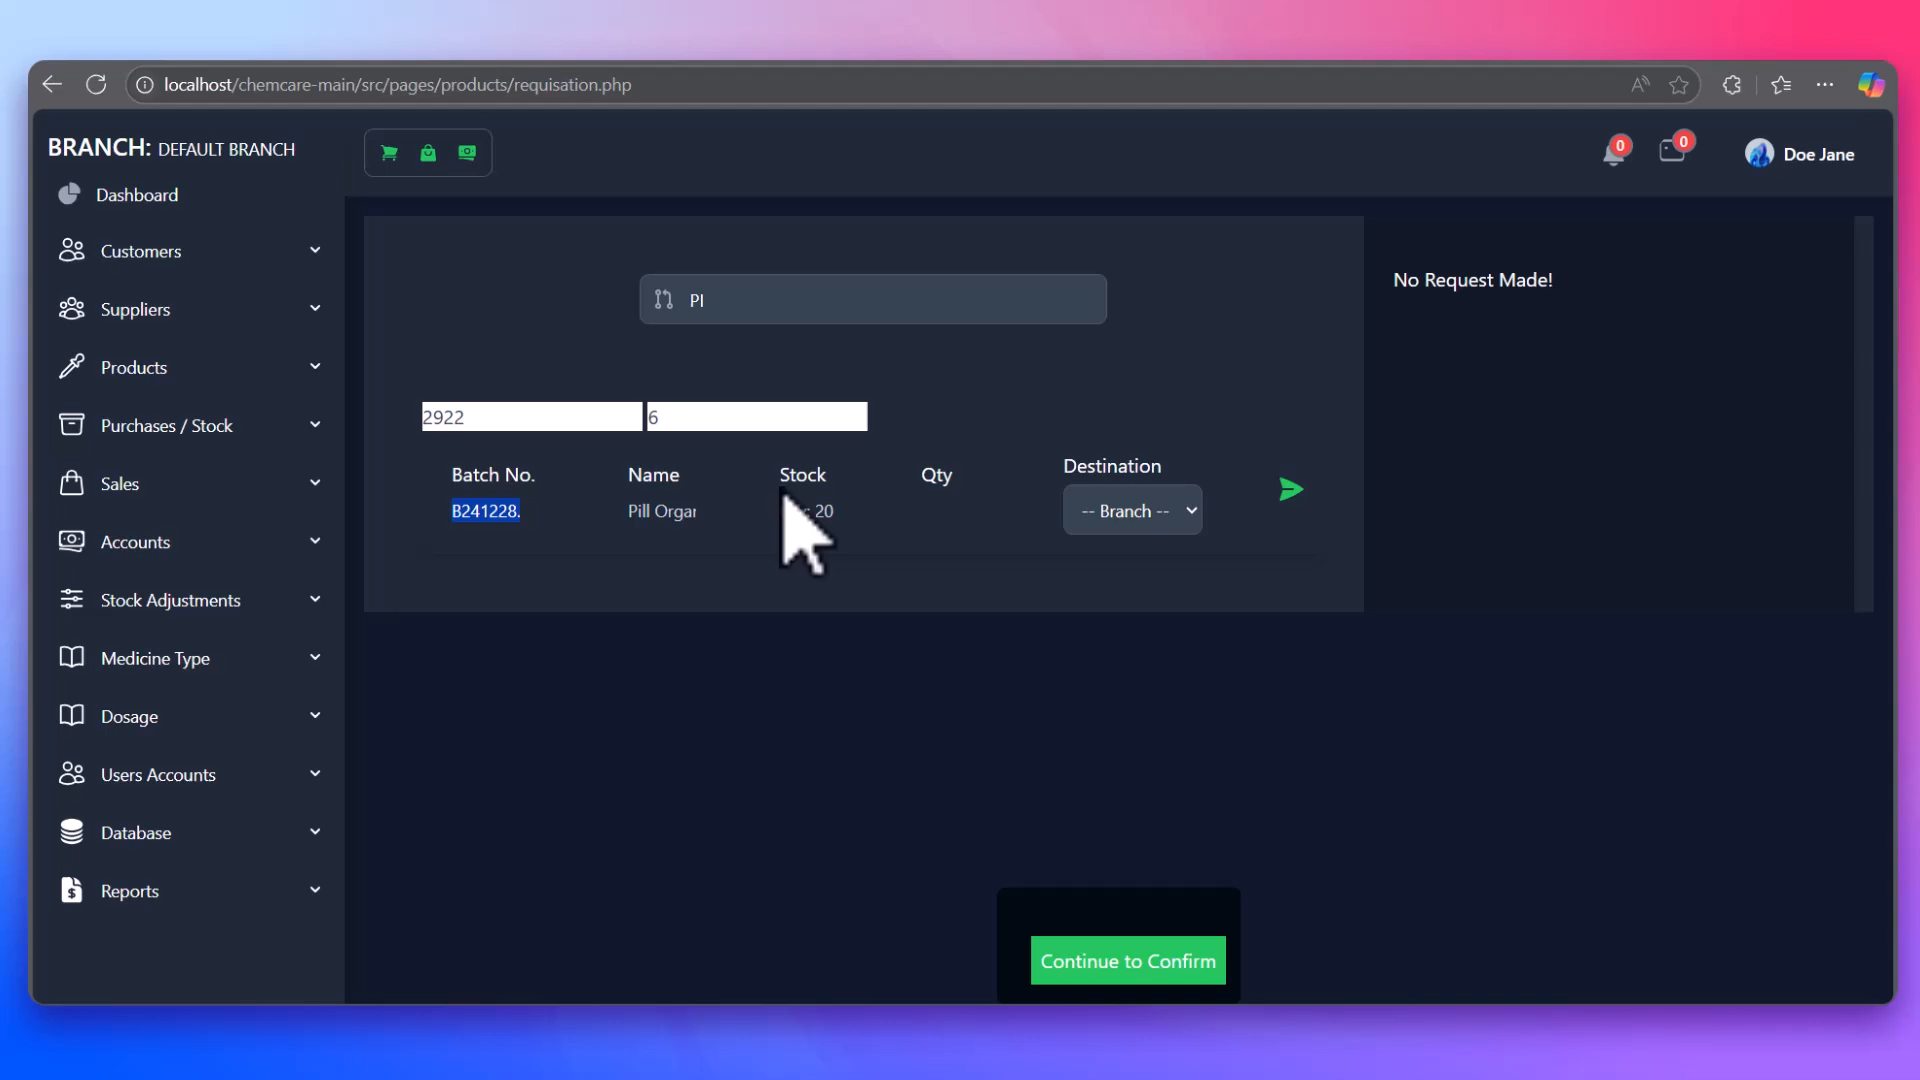 localhost/chemcare-main/src/pages/products/requisation.php
BRANCH: DEFAULT BRANCH
0
0
Doe Jane
Dashboard
Customers
Suppliers
Products
Purchases / Stock
Sales
Accounts
Stock Adjustments
Medicine Type
Dosage
Users Accounts
Database
Reports
PI
No Request Made!
2922
6
Batch No.
Name
Stock
Qty
Destination
B241228.
Pill Organ
20
-- Branch --
Continue to Confirm